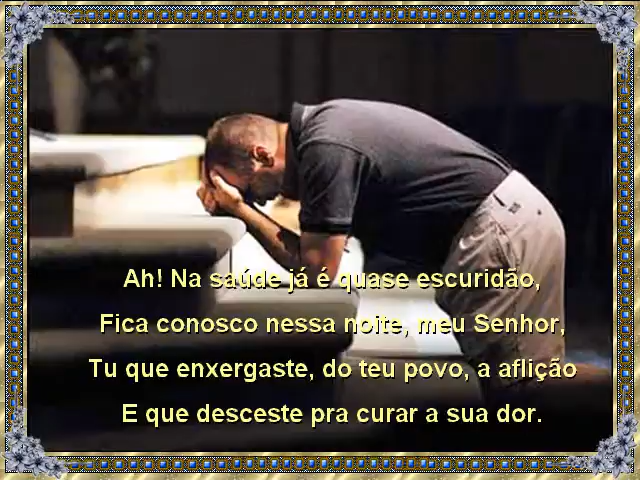 Ah! Na saúde já é quase escuridão,
Fica conosco nessa noite, meu Senhor,
Tu que enxergaste, do teu povo, a aflição
E que desceste pra curar a sua dor.